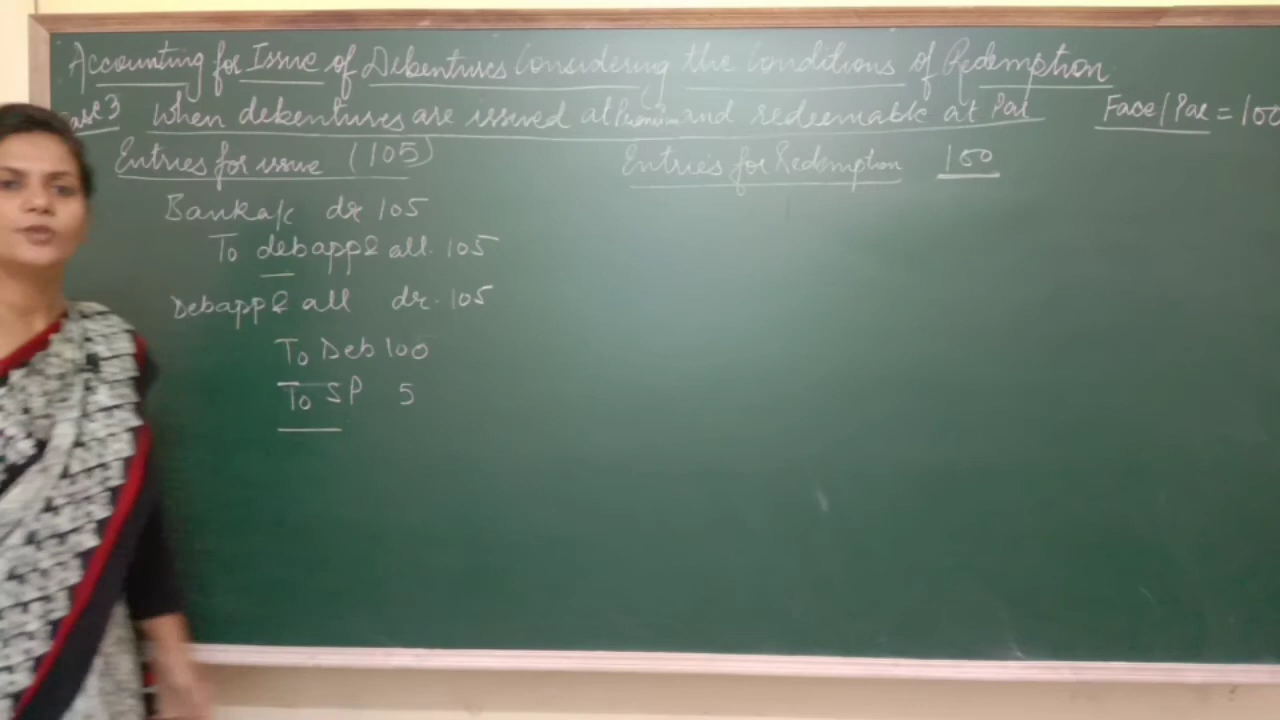 Accounting for Issue of Debentures Considering the Conditions of Redemption
ase 3 When debentures are issued at Premium and redeemable at Par Face/Par = 100
Entries for issue (105) Entries for Redemption 100
Bank a/c dr 105
To deb app & all. 105
Deb app & all dr. 105
To Deb 100
To SP 5